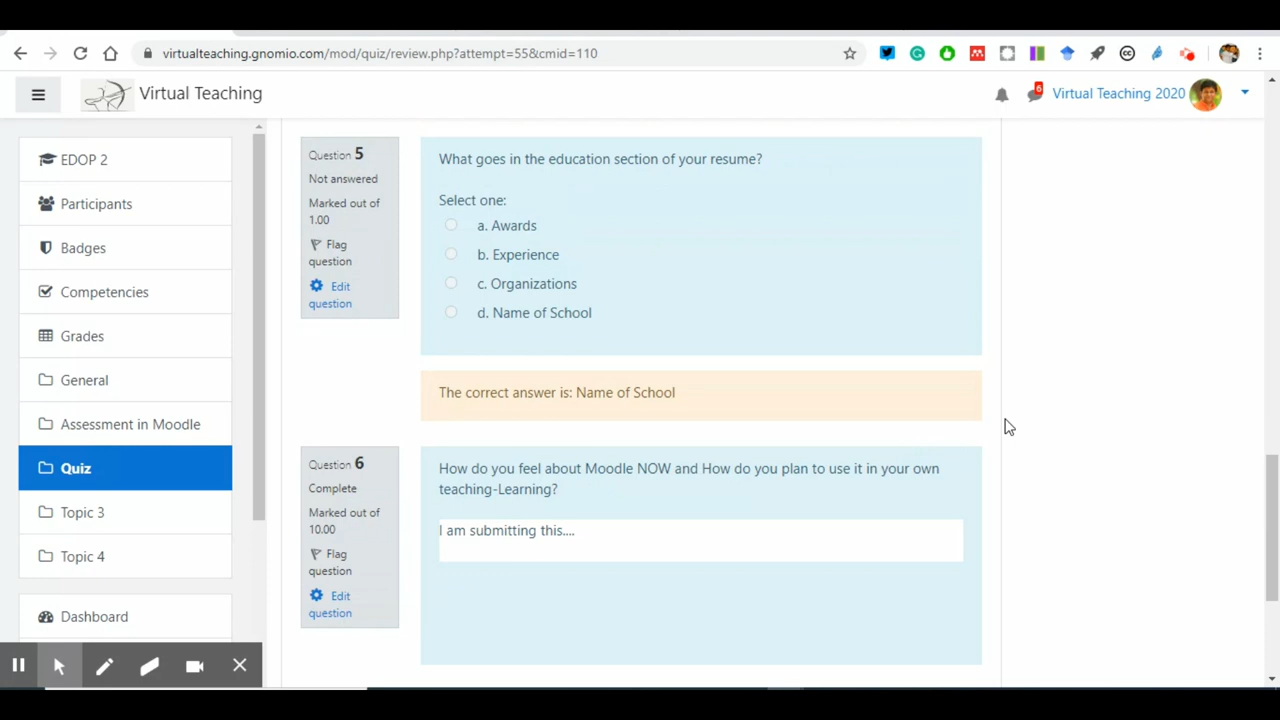 virtualteaching.gnomio.com/mod/quiz/review.php?attempt=55&cmid=110
Virtual Teaching
6
Virtual Teaching 2020
EDOP 2
Participants
Badges
Competencies
Grades
General
Assessment in Moodle
Quiz
Topic 3
Topic 4
Dashboard
Question 5
Not answered
Marked out of
1.00
Flag
question
Edit
question
What goes in the education section of your resume?
Select one:
a. Awards
b. Experience
c. Organizations
d. Name of School
The correct answer is: Name of School
Question 6
Complete
Marked out of
10.00
Flag
question
Edit
question
How do you feel about Moodle NOW and How do you plan to use it in your own
teaching-Learning?
I am submitting this....